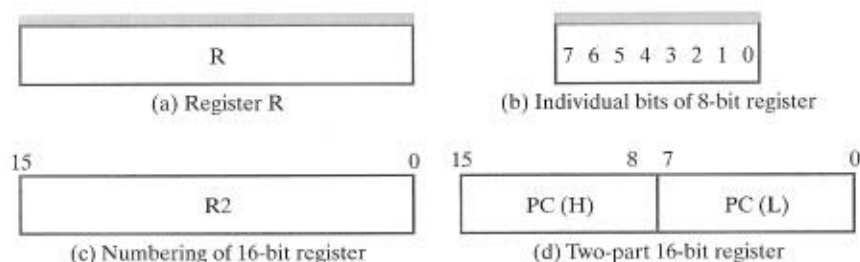 R
(a) Register R
7 6 5 4 3 2 1 0
(b) Individual bits of 8-bit register
15 0
R2
(c) Numbering of 16-bit register
15 8 7 0
PC (H) PC (L)
(d) Two-part 16-bit register